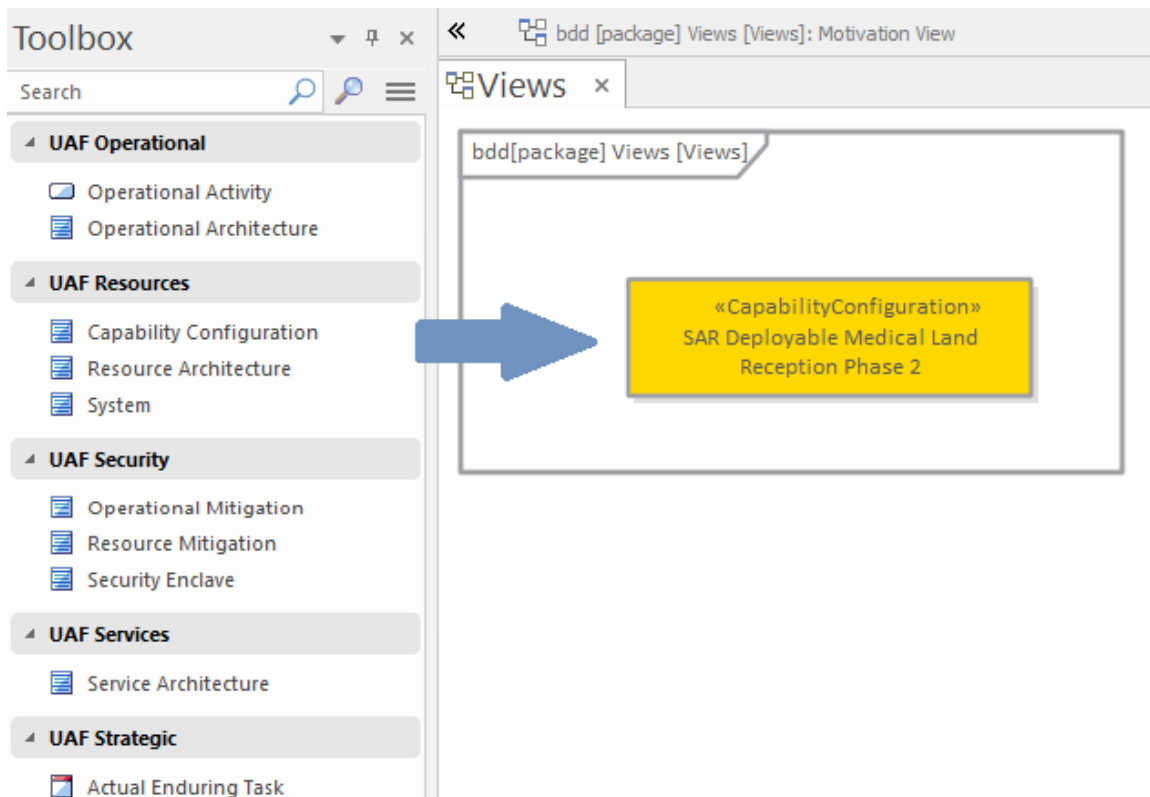 Toolbox
Search
UAF Operational
Operational Activity
Operational Architecture
UAF Resources
Capability Configuration
Resource Architecture
System
UAF Security
Operational Mitigation
Resource Mitigation
Security Enclave
UAF Services
Service Architecture
UAF Strategic
Actual Enduring Task
bdd [package] Views [Views]: Motivation View
Views
bdd[package] Views [Views]
«CapabilityConfiguration»
SAR Deployable Medical Land
Reception Phase 2